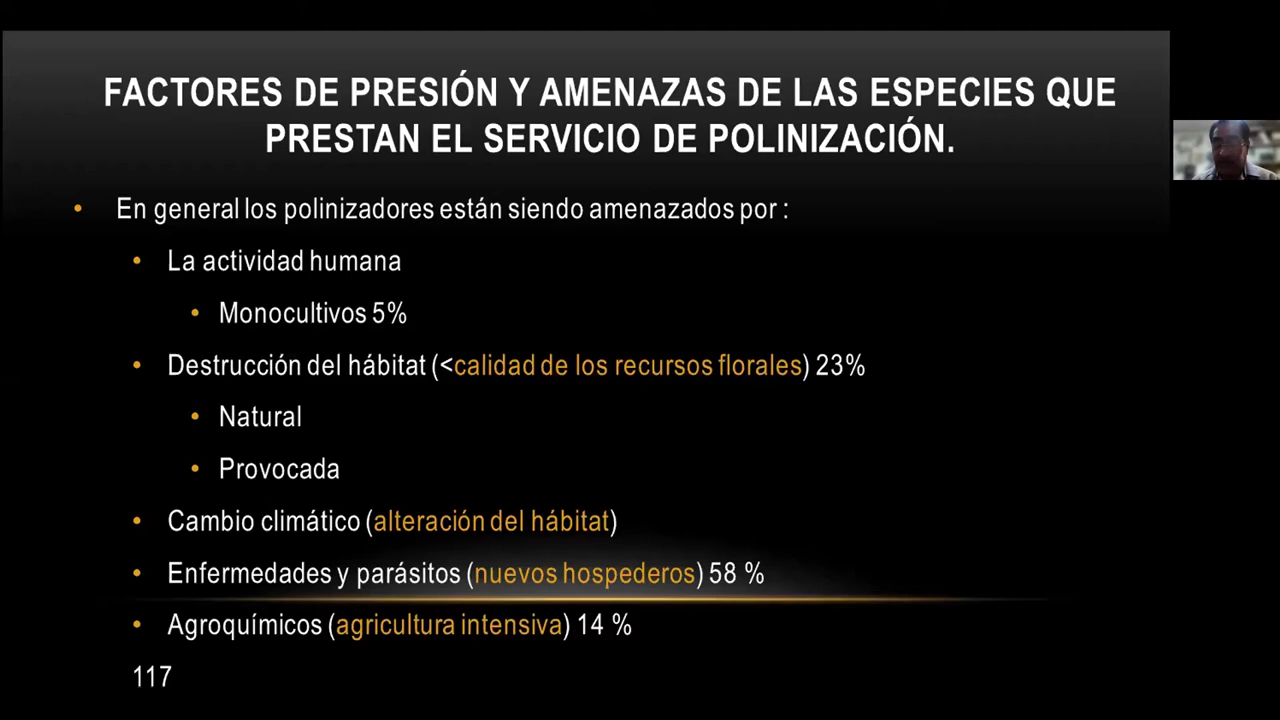 FACTORES DE PRESIÓN Y AMENAZAS DE LAS ESPECIES QUE
PRESTAN EL SERVICIO DE POLINIZACIÓN.
• En general los polinizadores están siendo amenazados por :
• La actividad humana
• Monocultivos 5%
• Destrucción del hábitat (<calidad de los recursos florales) 23%
• Natural
• Provocada
• Cambio climático (alteración del hábitat)
• Enfermedades y parásitos (nuevos hospederos) 58 %
• Agroquímicos (agricultura intensiva) 14 %
117